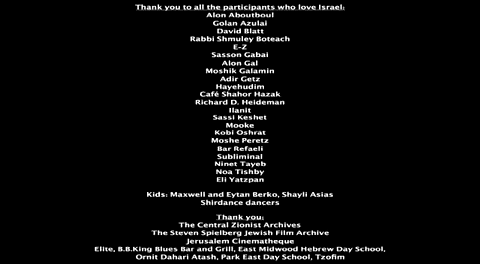 Thank you to all the participants who love Israel:
Alon Aboutboul
Golan Azulai
David Blatt
Rabbi Shmuley Boteach
E-Z
Sasson Gabai
Alon Gal
Moshik Galamin
Adir Getz
Hayehudim
Café Shahor Hazak
Richard D. Heideman
Ilanit
Sassi Keshet
Mooke
Kobi Oshrat
Moshe Peretz
Bar Refaeli
Subliminal
Ninet Tayeb
Noa Tishby
Eli Yatzpan
Kids: Maxwell and Eytan Berko, Shayli Asias
Shirdance dancers
Thank you:
The Central Zionist Archives
The Steven Spielberg Jewish Film Archive
Jerusalem Cinematheque
Elite, B.B.King Blues Bar and Grill, East Midwood Hebrew Day School,
Ornit Dahari Atash, Park East Day School, Tzofim